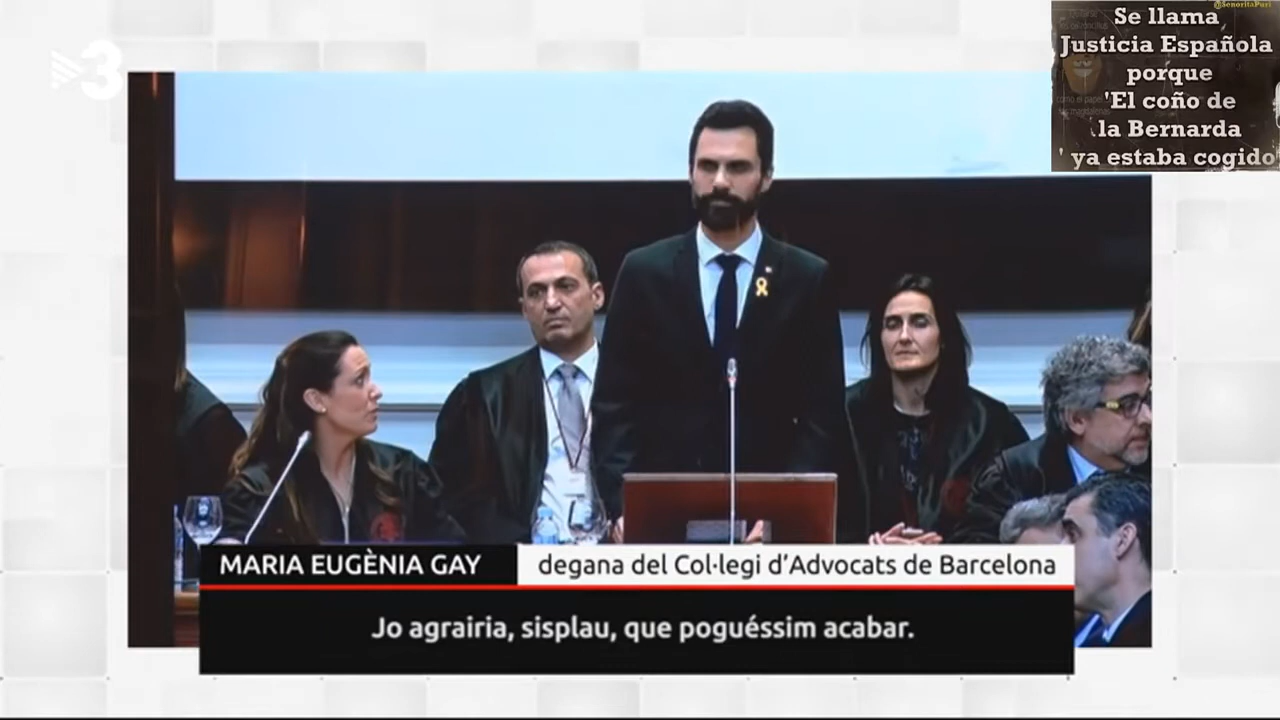 3
@SenoritaPuri
Se llama
Justicia Española
porque
'El coño de
la Bernarda
' ya estaba cogido
MARIA EUGÈNIA GAY
degana del Col·legi d'Advocats de Barcelona
Jo agrairia, sisplau, que poguéssim acabar.